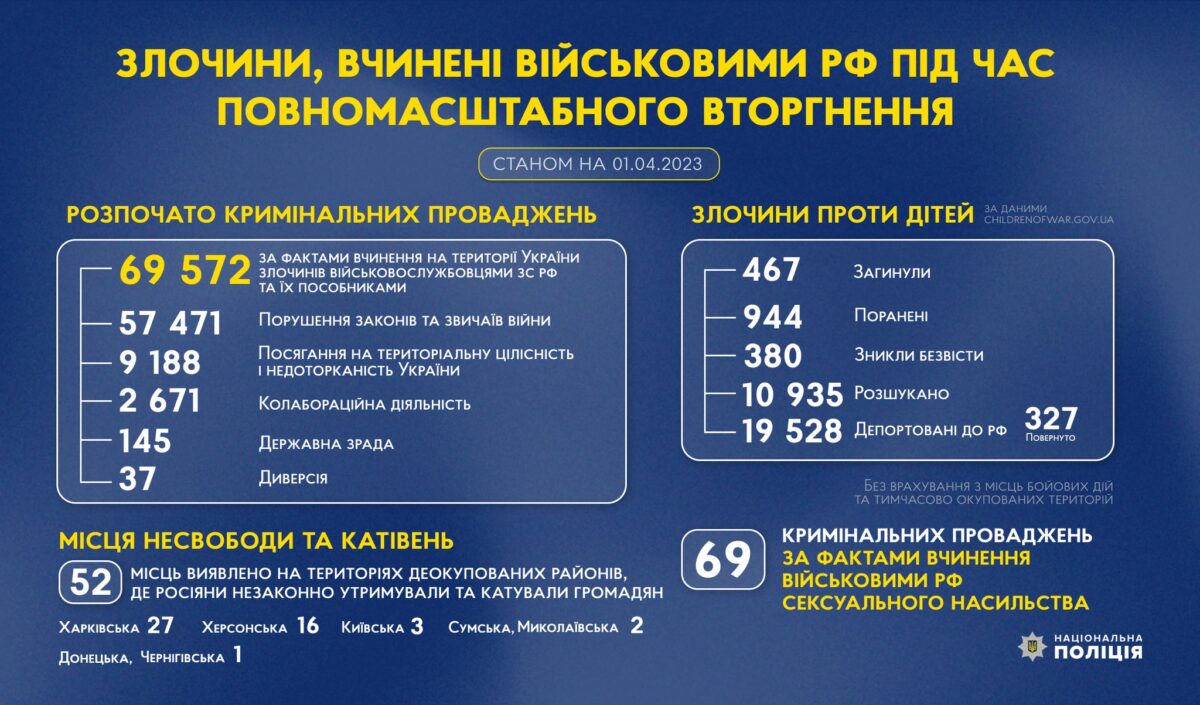 ЗЛОЧИНИ, ВЧИНЕНІ ВІЙСЬКОВИМИ РФ ПІД ЧАС
ПОВНОМАСШТАБНОГО ВТОРГНЕННЯ
СТАНОМ НА 01.04.2023
РОЗПОЧАТО КРИМІНАЛЬНИХ ПРОВАДЖЕНЬ
69 572 ЗА ФАКТАМИ ВЧИНЕННЯ НА ТЕРИТОРІЇ УКРАЇНИ
ЗЛОЧИНІВ ВІЙСЬКОВОСЛУЖБОВЦЯМИ ЗС РФ
ТА ЇХ ПОСОБНИКАМИ
57 471 ПОРУШЕННЯ ЗАКОНІВ ТА ЗВИЧАЇВ ВІЙНИ
9 188 ПОСЯГАННЯ НА ТЕРИТОРІАЛЬНУ ЦІЛІСНІСТЬ
І НЕДОТОРКАНІСТЬ УКРАЇНИ
2 671 КОЛАБОРАЦІЙНА ДІЯЛЬНІСТЬ
145 ДЕРЖАВНА ЗРАДА
37 ДИВЕРСІЯ
ЗЛОЧИНИ ПРОТИ ДІТЕЙ
ЗА ДАНИМИ
CHILDRENOFWAR.GOV.UA
467 ЗАГИНУЛИ
944 ПОРАНЕНІ
380 ЗНИКЛИ БЕЗВІСТИ
10 935 РОЗШУКАНО
19 528 ДЕПОРТОВАНІ ДО РФ 327
ПОВЕРНУТО
БЕЗ ВРАХУВАННЯ З МІСЦЬ БОЙОВИХ ДІЙ
ТА ТИМЧАСОВО ОКУПОВАНИХ ТЕРИТОРІЙ
МІСЦЯ НЕСВОБОДИ ТА КАТІВЕНЬ
52 МІСЦЬ ВИЯВЛЕНО НА ТЕРИТОРІЯХ ДЕОКУПОВАНИХ РАЙОНІВ,
ДЕ РОСІЯНИ НЕЗАКОННО УТРИМУВАЛИ ТА КАТУВАЛИ ГРОМАДЯН
ХАРКІВСЬКА 27 ХЕРСОНСЬКА 16 КИЇВСЬКА 3 СУМСЬКА, МИКОЛАЇВСЬКА 2
ДОНЕЦЬКА, ЧЕРНІГІВСЬКА 1
69 КРИМІНАЛЬНИХ ПРОВАДЖЕНЬ
ЗА ФАКТАМИ ВЧИНЕННЯ
ВІЙСЬКОВИМИ РФ
СЕКСУАЛЬНОГО НАСИЛЬСТВА
НАЦІОНАЛЬНА
ПОЛІЦІЯ